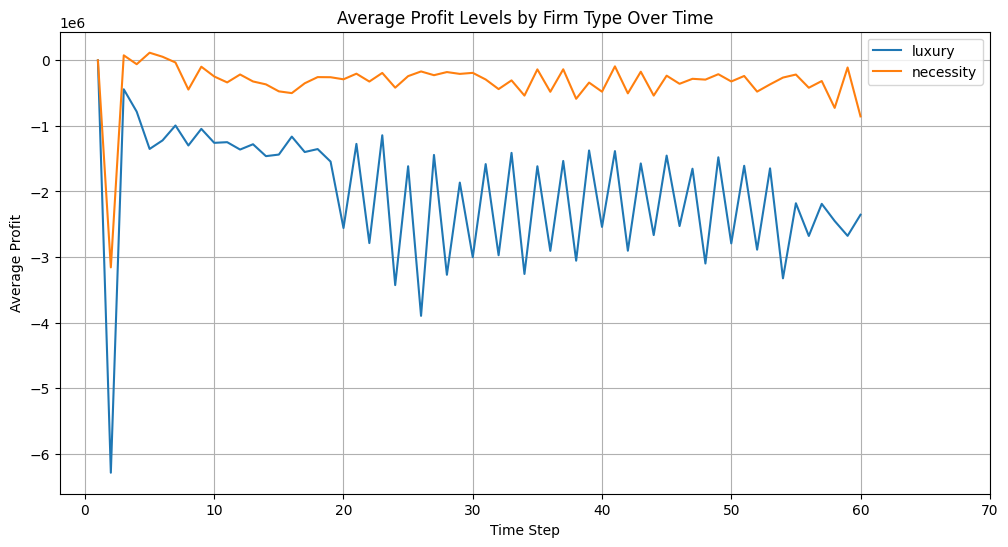 Average Profit Levels by Firm Type Over Time
1e6
luxury
necessity
0
−1
−2
−3
−4
−5
−6
Average Profit
0 10 20 30 40 50 60 70
Time Step